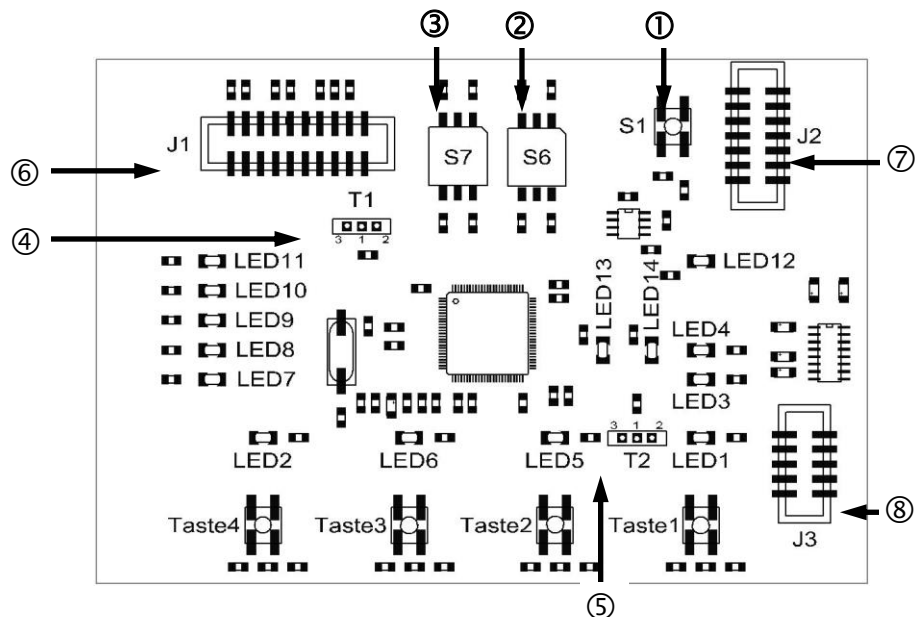 ③ ② ①
S1
J2
J1
S7
S6
⑥
⑦
T1
3 1 2
④
LED11
LED13
LED14
LED12
LED10
LED9
LED4
LED8
LED7
LED3
3 1 2
LED2
LED6
LED5
T2
LED1
Taste4
Taste3
Taste2
Taste1
⑧
J3
⑤